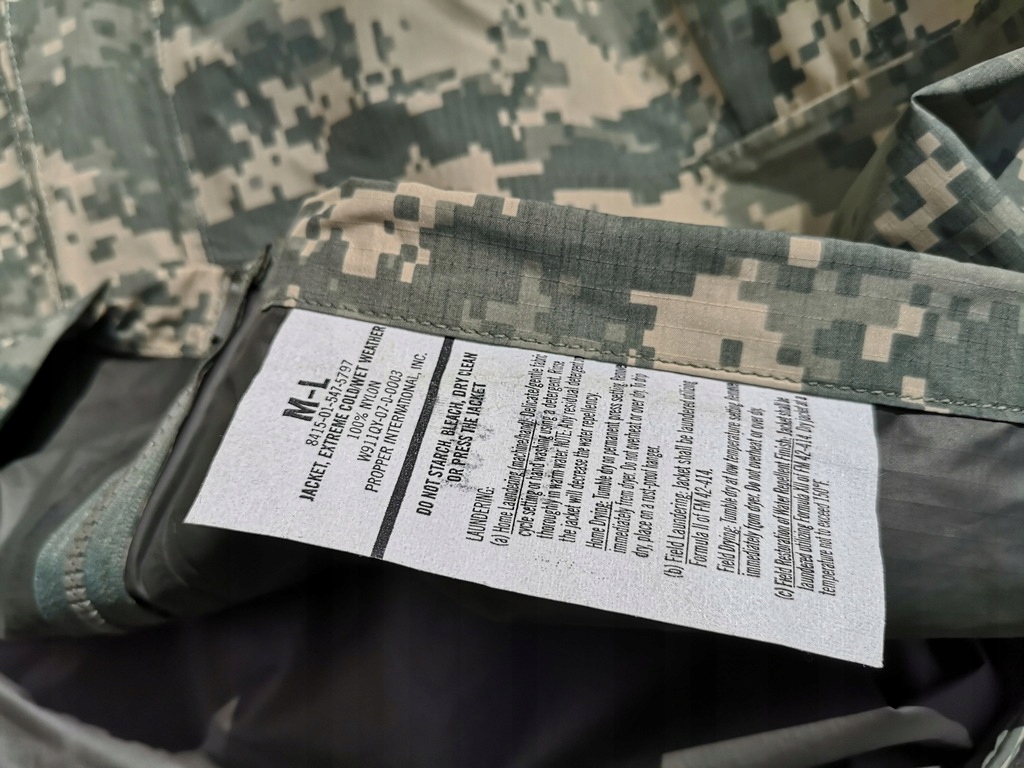 M-L
8415-01-547-5797
JACKET, EXTREME COLD/WET WEATHER
100% NYLON
W911QX-07-D-D003
PROPPER INTERNATIONAL, INC.
DO NOT STARCH, BLEACH, DRY CLEAN
OR PRESS THE JACKET
LAUNDERING:
(a) Home Laundering (machine/hand): Delicate/gentle fabric
cycle setting or hand washing using a detergent. Rinse
thoroughly in warm water. NOTE: Any residual detergent
the jacket will decrease the water repellency.
Home Drying: Tumble dry on permanent press setting.
immediately from dryer. Do not overheat or over dry. To drip
dry, place on a rust-proof hanger.
(b) Field Laundering: Jacket shall be laundered utilizing
Formula II of FM 42-414.
Field Drying: Tumble dry at low temperature setting. Remove
immediately from dryer. Do not overheat or over dry.
(c) Field Restoration of Water Repellent Finish: Jacket shall be
laundered utilizing Formula II of FM 42-414. Dry jacket at a
temperature not to exceed 150°F.